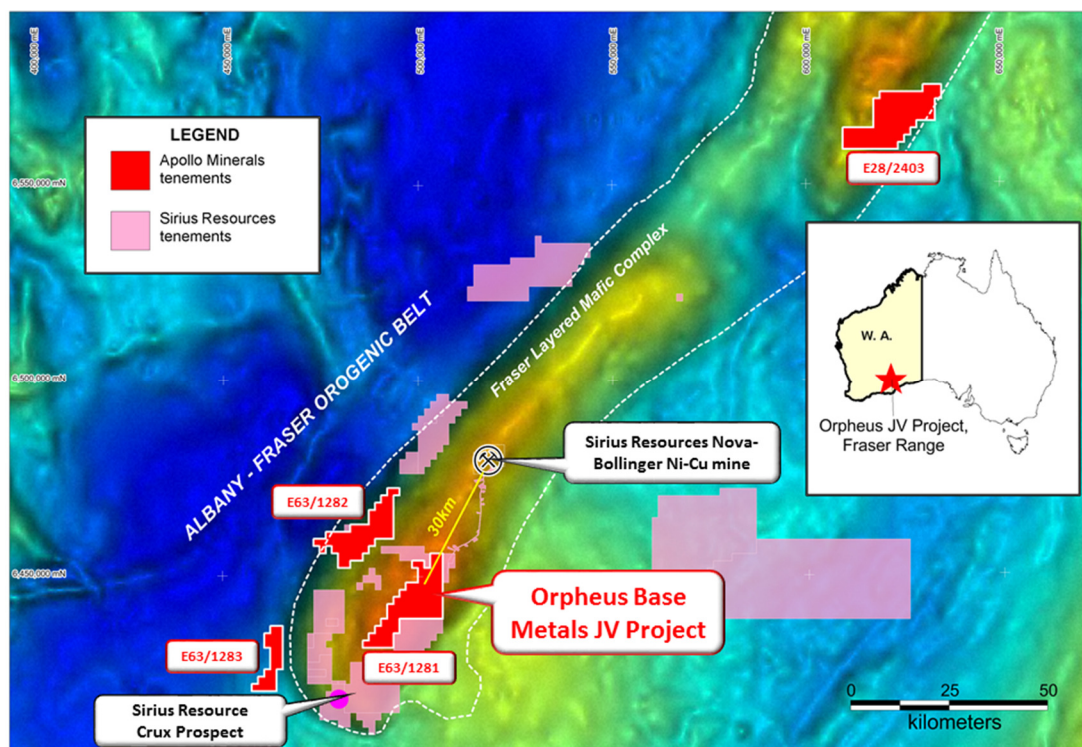 400,000 mE
450,000 mE
500,000 mE
550,000 mE
600,000 mE
650,000 mE
LEGEND
Apollo Minerals
tenements
Sirius Resources
tenements
6,550,000 mN
6,500,000 mN
6,450,000 mN
E28/2403
Fraser Layered Mafic Complex
ALBANY - FRASER OROGENIC BELT
W. A.
Orpheus JV Project,
Fraser Range
Sirius Resources Nova-
Bollinger Ni-Cu mine
30km
E63/1282
Orpheus Base
Metals JV Project
E63/1283
E63/1281
Sirius Resource
Crux Prospect
0 25 50
kilometers